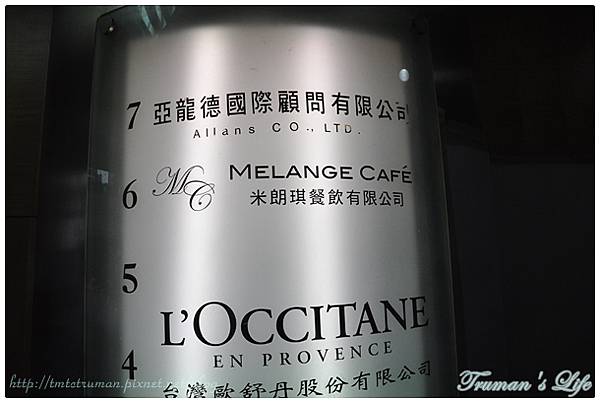 7 亞龍德國際顧問有限公司
Allans CO., LTD.
6 MC MELANGE CAFÉ
米朗琪餐飲有限公司
5
L'OCCITANE
4 EN PROVENCE
台灣歐舒丹股份有限公司
http://tmtctruman.pixnet.net
Truman's Life